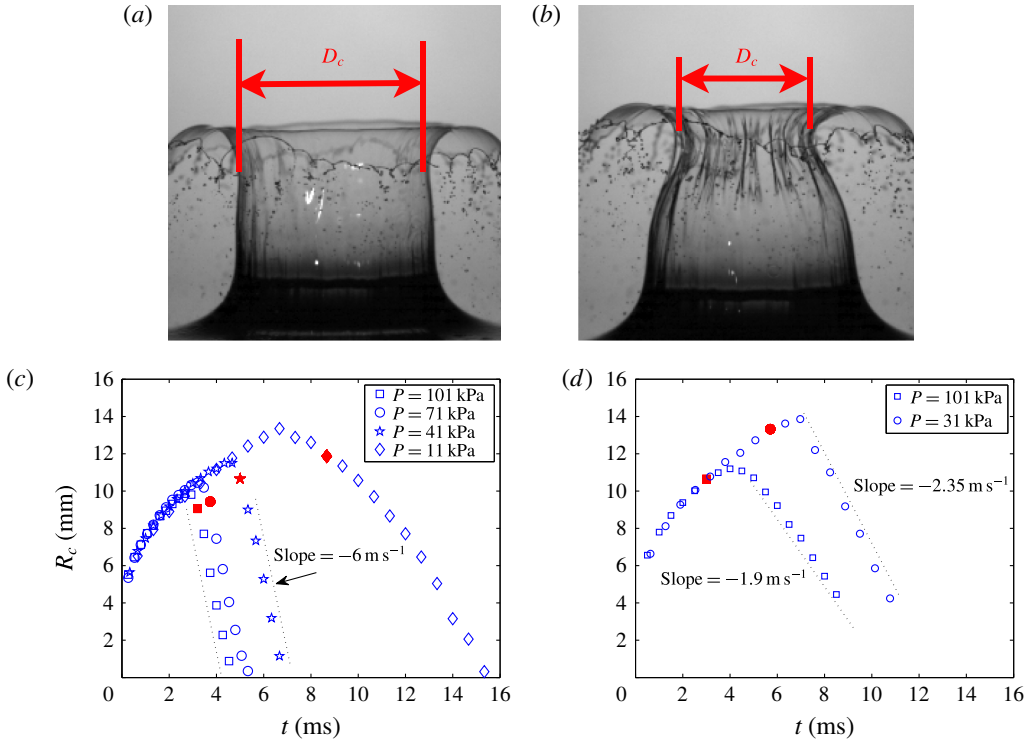 (a)
(b)
D_c
D_c
(c)
16
14
12
10
8
6
4
2
0
2
4
6
8
10
12
14
16
R_c (mm)
t (ms)
P = 101 kPa
P = 71 kPa
P = 41 kPa
P = 11 kPa
Slope = −6 m s⁻¹
(d)
16
14
12
10
8
6
4
2
0
2
4
6
8
10
12
14
16
t (ms)
P = 101 kPa
P = 31 kPa
Slope = −2.35 m s⁻¹
Slope = −1.9 m s⁻¹